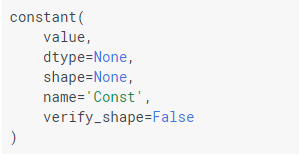 constant(
    value,
    dtype=None,
    shape=None,
    name='Const',
    verify_shape=False
)